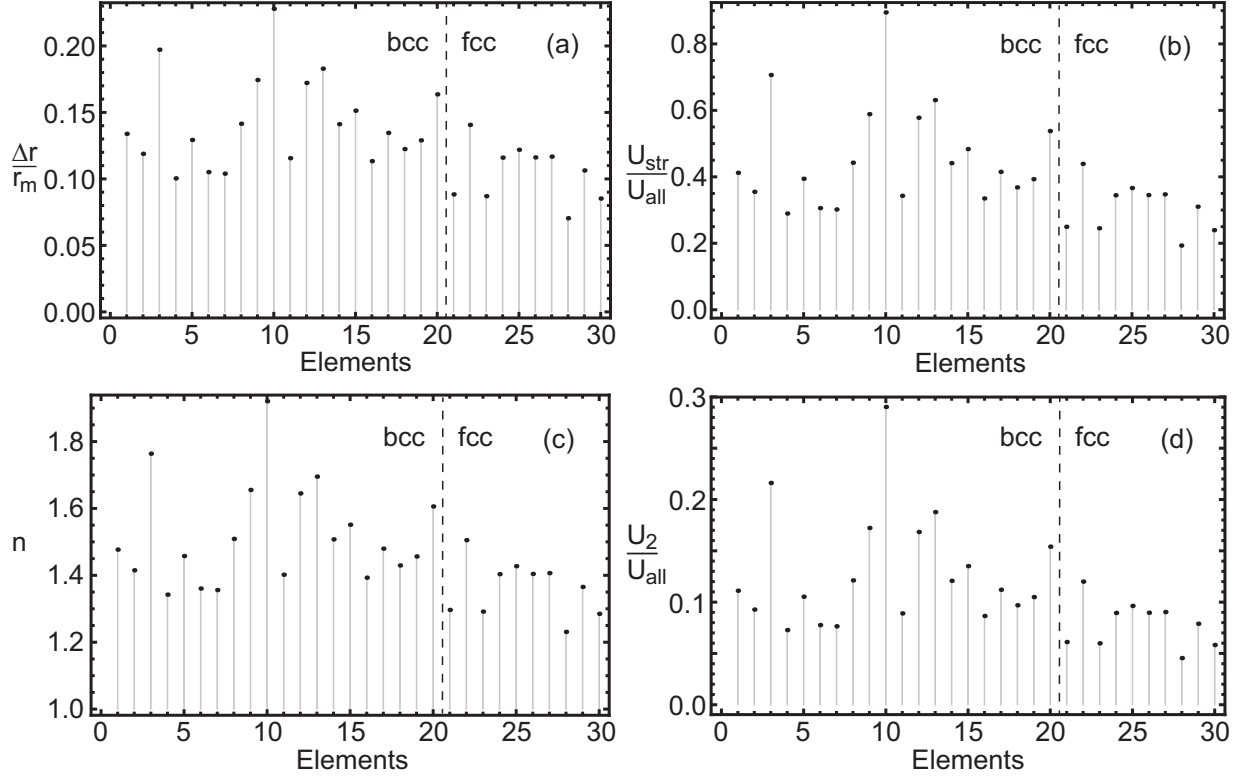 bcc fcc (a)
0.20
0.15
0.10
0.05
0.00
Δr
r_m
0 5 10 15 20 25 30
Elements
bcc fcc (b)
0.8
0.6
0.4
0.2
0.0
U_str
U_all
0 5 10 15 20 25 30
Elements
bcc fcc (c)
1.8
1.6
1.4
1.2
1.0
n
0 5 10 15 20 25 30
Elements
bcc fcc (d)
0.3
0.2
0.1
0.0
U_2
U_all
0 5 10 15 20 25 30
Elements